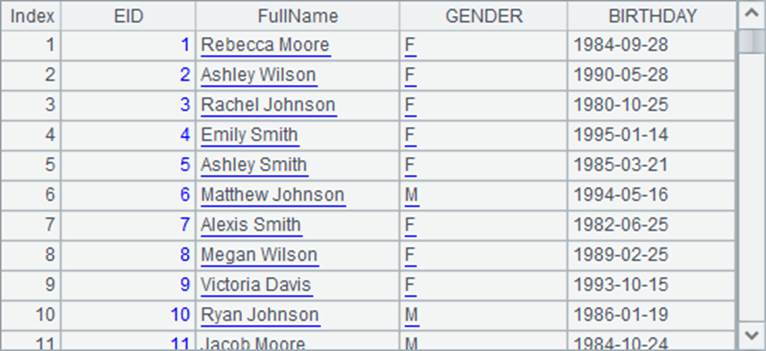 Index EID FullName GENDER BIRTHDAY
1 1 Rebecca Moore F 1984-09-28
2 2 Ashley Wilson F 1990-05-28
3 3 Rachel Johnson F 1980-10-25
4 4 Emily Smith F 1995-01-14
5 5 Ashley Smith F 1985-03-21
6 6 Matthew Johnson M 1994-05-16
7 7 Alexis Smith F 1982-06-25
8 8 Megan Wilson F 1989-02-25
9 9 Victoria Davis F 1993-10-15
10 10 Ryan Johnson M 1986-01-19
11 11 Jacob Moore M 1984-10-24